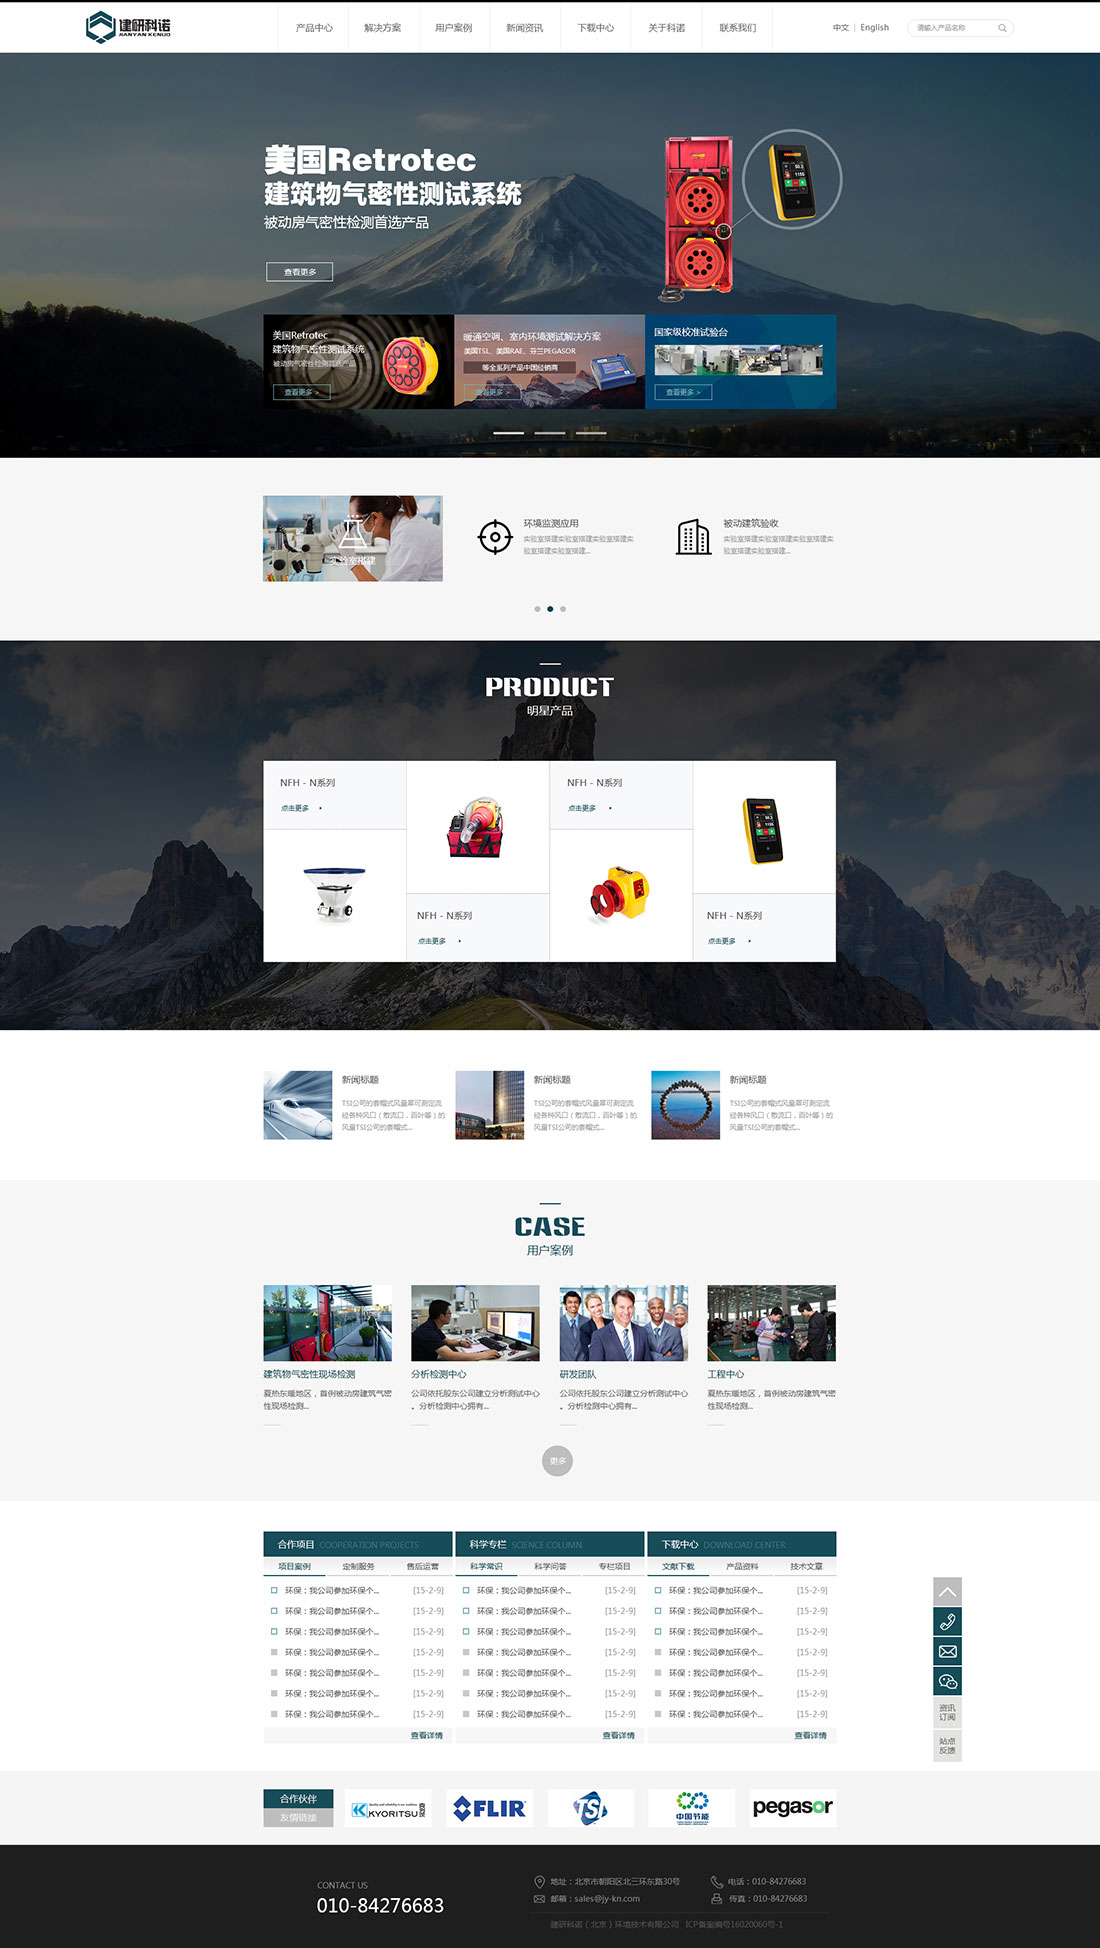 建研科诺
JIANYAN KENUO
产品中心
解决方案
用户案例
新闻资讯
下载中心
关于科诺
联系我们
中文 | English
请输入产品名称
美国Retrotec
建筑物气密性测试系统
被动房气密性检测首选产品
查看更多
美国Retrotec
建筑物气密性测试系统
被动房气密性检测首选产品
查看更多 >
暖通空调、室内环境测试解决方案
美国TSI、美国RAE、芬兰PEGASOR
等全系列产品中国经销商
查看更多 >
国家级校准试验台
查看更多 >
实验室搭建
环境监测应用
实验室搭建实验室搭建实验室搭建实
验室搭建实验室搭建...
被动建筑验收
实验室搭建实验室搭建实验室搭建实
验室搭建实验室搭建...
PRODUCT
明星产品
NFH - N系列
点击更多
NFH - N系列
点击更多
NFH - N系列
点击更多
NFH - N系列
点击更多
新闻标题
TSI公司的套帽式风量罩可测定流
经各种风口（散流口，百叶等）的
风量TSI公司的套帽式...
新闻标题
TSI公司的套帽式风量罩可测定流
经各种风口（散流口，百叶等）的
风量TSI公司的套帽式...
新闻标题
TSI公司的套帽式风量罩可测定流
经各种风口（散流口，百叶等）的
风量TSI公司的套帽式...
CASE
用户案例
建筑物气密性现场检测
夏热东暖地区，首例被动房建筑气密
性现场检测...
分析检测中心
公司依托股东公司建立分析测试中心
。分析检测中心拥有...
研发团队
公司依托股东公司建立分析测试中心
。分析检测中心拥有...
工程中心
夏热东暖地区，首例被动房建筑气密
性现场检测...
更多
合作项目 COOPERATION PROJECTS
项目案例 定制服务 售后运营
环保：我公司参加环保个... [15-2-9]
环保：我公司参加环保个... [15-2-9]
环保：我公司参加环保个... [15-2-9]
环保：我公司参加环保个... [15-2-9]
环保：我公司参加环保个... [15-2-9]
环保：我公司参加环保个... [15-2-9]
环保：我公司参加环保个... [15-2-9]
查看详情
科学专栏 SCIENCE COLUMN
科学常识 科学问答 专栏项目
环保：我公司参加环保个... [15-2-9]
环保：我公司参加环保个... [15-2-9]
环保：我公司参加环保个... [15-2-9]
环保：我公司参加环保个... [15-2-9]
环保：我公司参加环保个... [15-2-9]
环保：我公司参加环保个... [15-2-9]
环保：我公司参加环保个... [15-2-9]
查看详情
下载中心 DOWNLOAD CENTER
文献下载 产品资料 技术文章
环保：我公司参加环保个... [15-2-9]
环保：我公司参加环保个... [15-2-9]
环保：我公司参加环保个... [15-2-9]
环保：我公司参加环保个... [15-2-9]
环保：我公司参加环保个... [15-2-9]
环保：我公司参加环保个... [15-2-9]
环保：我公司参加环保个... [15-2-9]
查看详情
资讯
订阅
站点
反馈
合作伙伴
友情链接
KYORITSU
FLIR
TSI
中国节能
pegasor
CONTACT US
010-84276683
地址：北京市朝阳区北三环东路30号
电话：010-84276683
邮箱：sales@jy-kn.com
传真：010-84276683
建研科诺（北京）环境技术有限公司 ICP备案编号16020060号-1